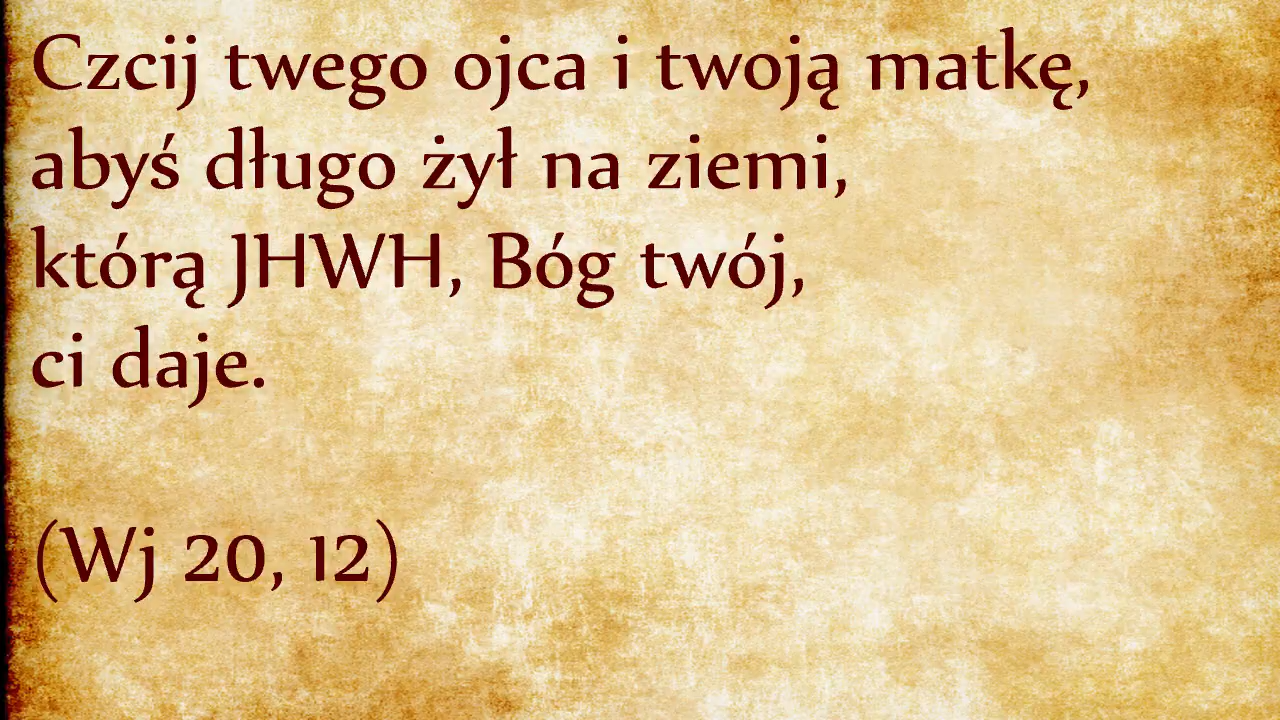 Czcij twego ojca i twoją matkę,
abyś długo żył na ziemi,
którą JHWH, Bóg twój,
ci daje.
(Wj 20, 12)